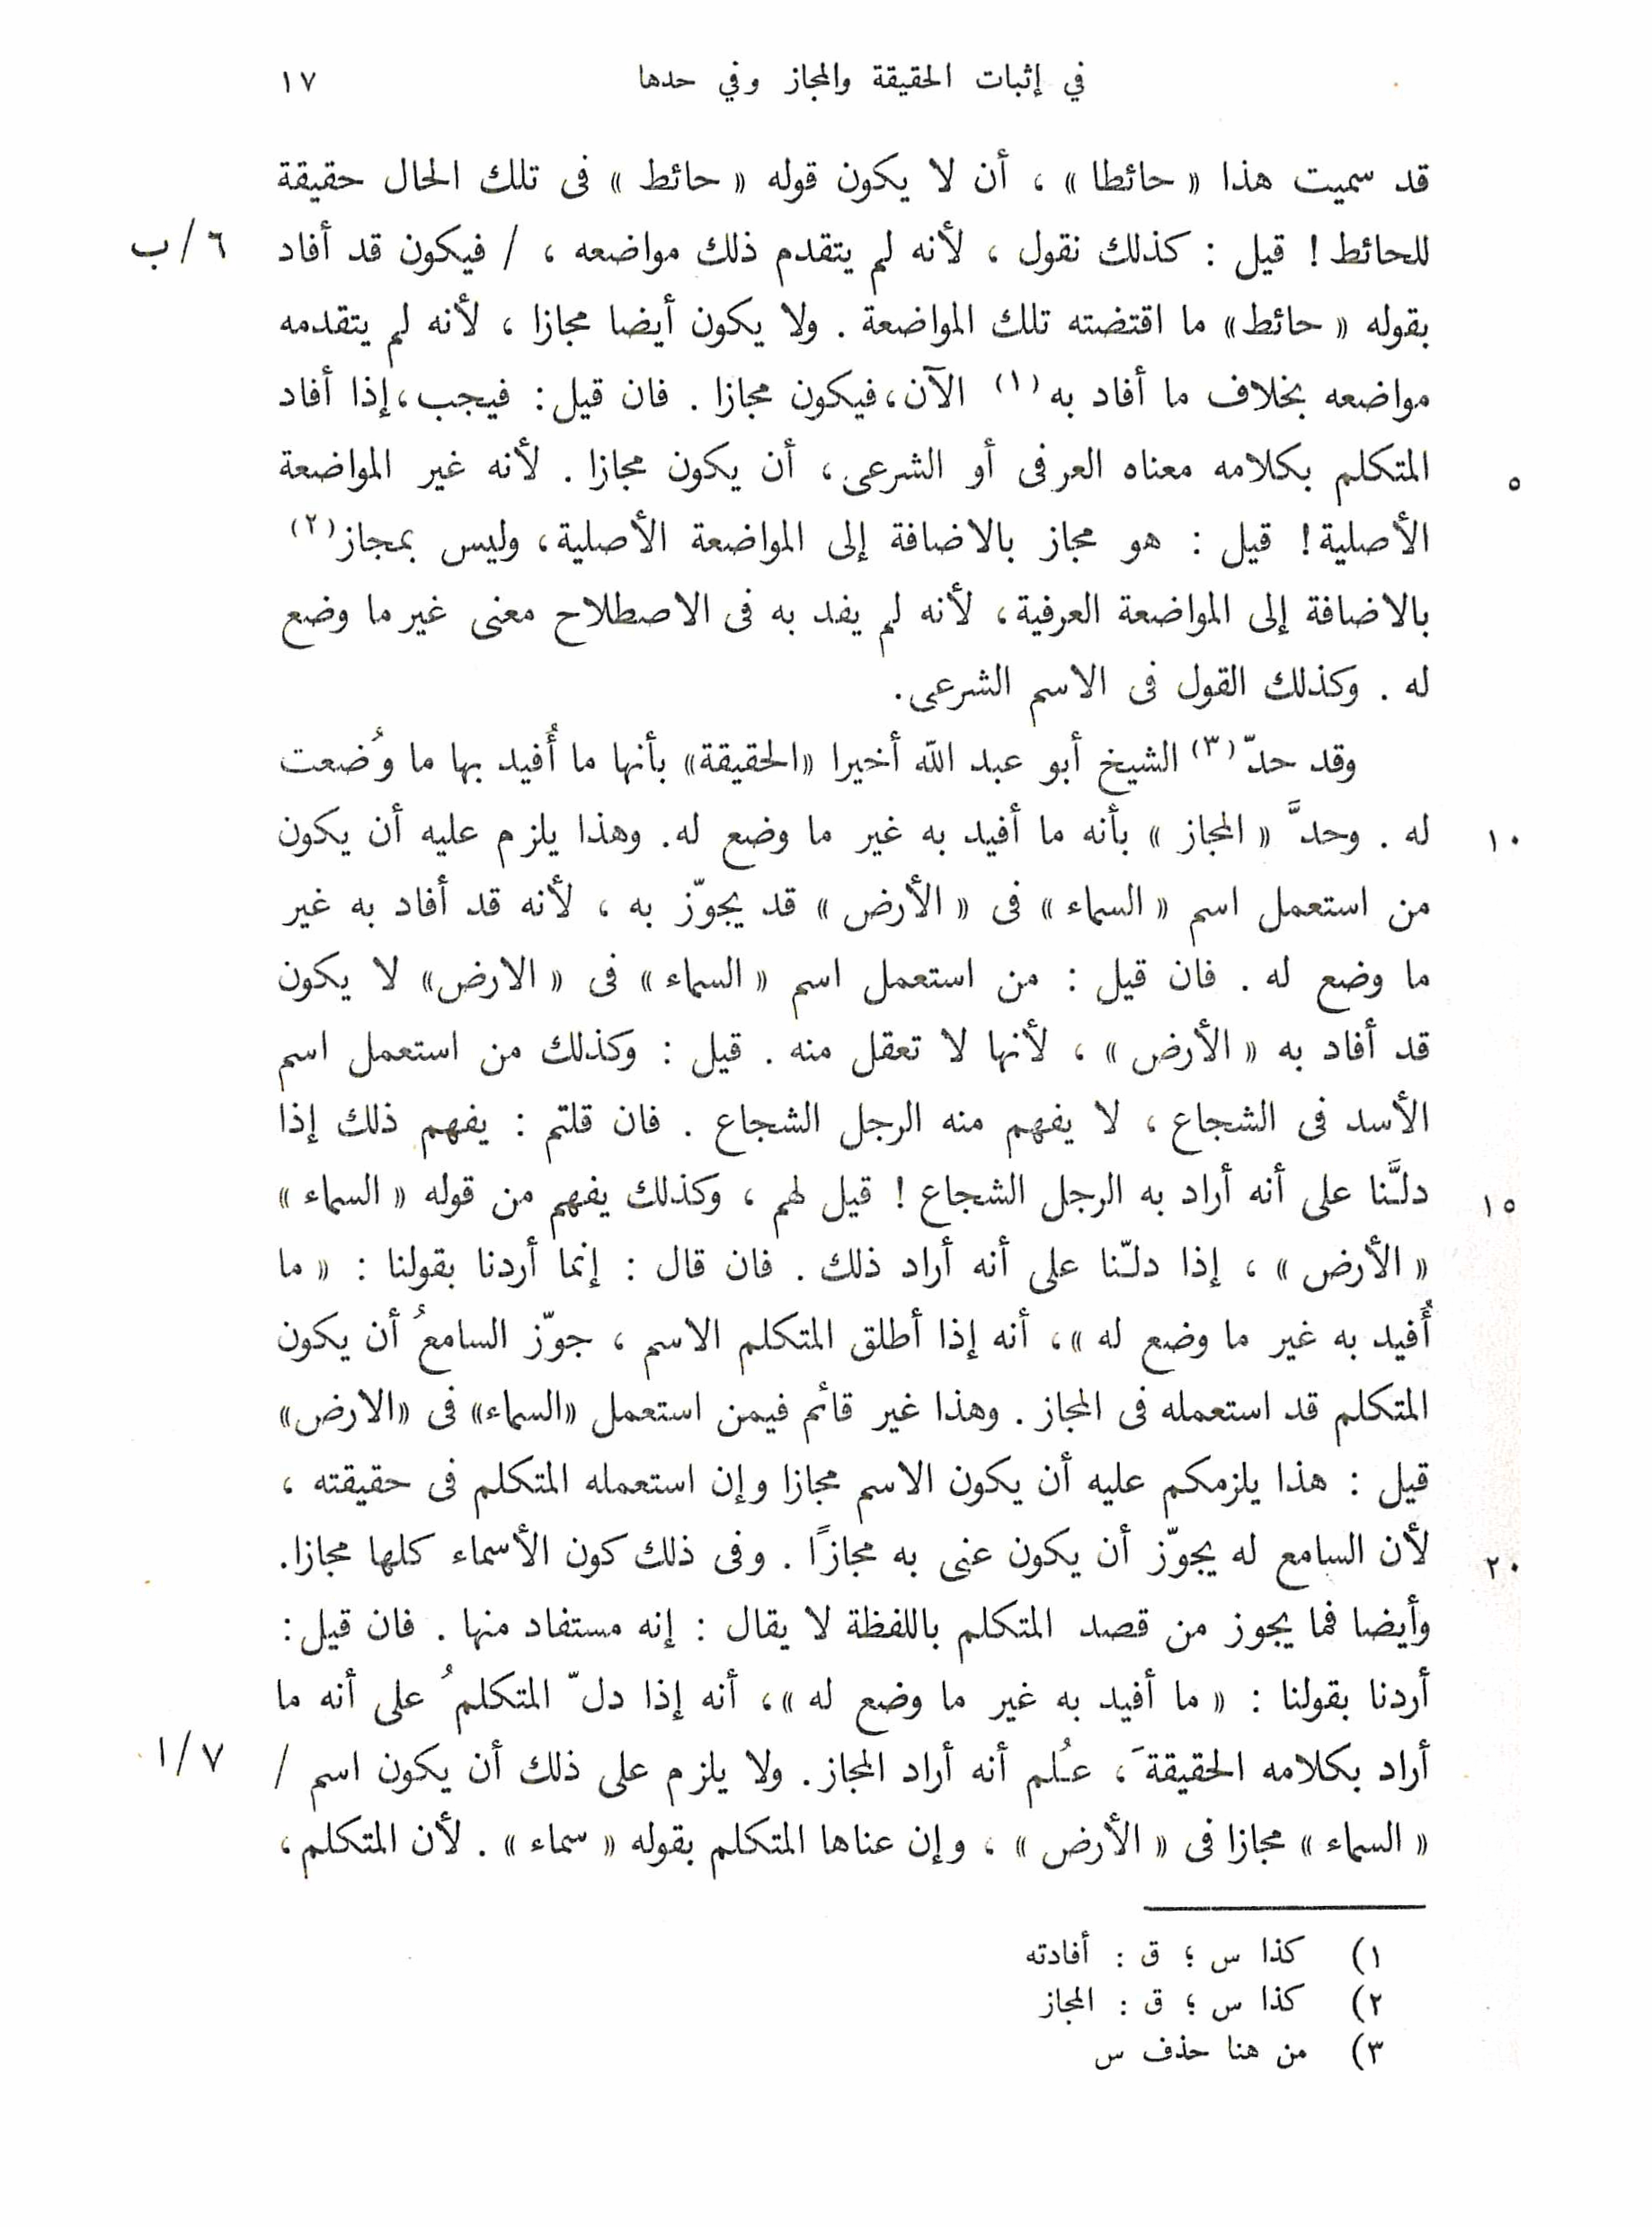 في إثبات الحقيقة والمجاز وفي حدها ١٧
قد سميت هذا « حائطا » ، أن لا يكون قوله « حائط » فى تلك الحال حقيقة
للحائط ! قيل : كذلك نقول ، لأنه لم يتقدم ذلك مواضعه ، / فيكون قد أفاد ٦/ب
بقوله « حائط» ما اقتضته تلك المواضعة . ولا يكون أيضا مجازا ، لأنه لم يتقدمه
مواضعه بخلاف ما أفاد به (١) الآن، فيكون مجازا . فان قيل : فيجب، إذا أفاد
المتكلم بكلامه معناه العرفى أو الشرعى، أن يكون مجازا . لأنه غير المواضعة ٥
الأصلية ! قيل : هو مجاز بالاضافة إلى المواضعة الأصلية، وليس بمجاز (٢)
بالاضافة إلى المواضعة العرفية، لأنه لم يفد به فى الاصطلاح معنى غير ما وضع
له . وكذلك القول فى الاسم الشرعى.
وقد حدّ (٣) الشيخ أبو عبد الله أخيرا «الحقيقة» بأنها ما أُفيد بها ما وُضعت
له . وحدَّ « المجاز » بأنه ما أفيد به غير ما وضع له. وهذا يلزم عليه أن يكون ١٠
من استعمل اسم « السماء » فى « الأرض » قد يجوّز به ، لأنه قد أفاد به غير
ما وضع له . فان قيل : من استعمل اسم « السماء » فى « الارض» لا يكون
قد أفاد به « الأرض » ، لأنها لا تعقل منه . قيل : وكذلك من استعمل اسم
الأسد فى الشجاع ، لا يفهم منه الرجل الشجاع . فان قلتم : يفهم ذلك إذا
دلَّنا على أنه أراد به الرجل الشجاع ! قيل لهم ، وكذلك يفهم من قوله « السماء » ١٥
« الأرض » ، إذا دلّنا على أنه أراد ذلك . فان قال : إنما أردنا بقولنا : « ما
أُفيد به غير ما وضع له »، أنه إذا أطلق المتكلم الاسم ، جوّز السامعُ أن يكون
المتكلم قد استعمله فى المجاز . وهذا غير قائم فيمن استعمل «السماء» فى «الارض»
قيل : هذا يلزمكم عليه أن يكون الاسم مجازا وإن استعمله المتكلم فى حقيقته ،
لأن السامع له يجوّز أن يكون عنى به مجازًا . وفى ذلك كون الأسماء كلها مجازا. ٢٠
وأيضا فما يجوز من قصد المتكلم باللفظة لا يقال : إنه مستفاد منها . فان قيل :
أردنا بقولنا : « ما أفيد به غير ما وضع له »، أنه إذا دلّ المتكلمُ على أنه ما
أراد بكلامه الحقيقةَ ، عُلم أنه أراد المجاز. ولا يلزم على ذلك أن يكون اسم / ٧/ا
« السماء » مجازا فى « الأرض » ، وإن عناها المتكلم بقوله « سماء » . لأن المتكلم ،
١) كذا س ؛ ق : أفادته
٢) كذا س ؛ ق : المجاز
٣) من هنا حذف س